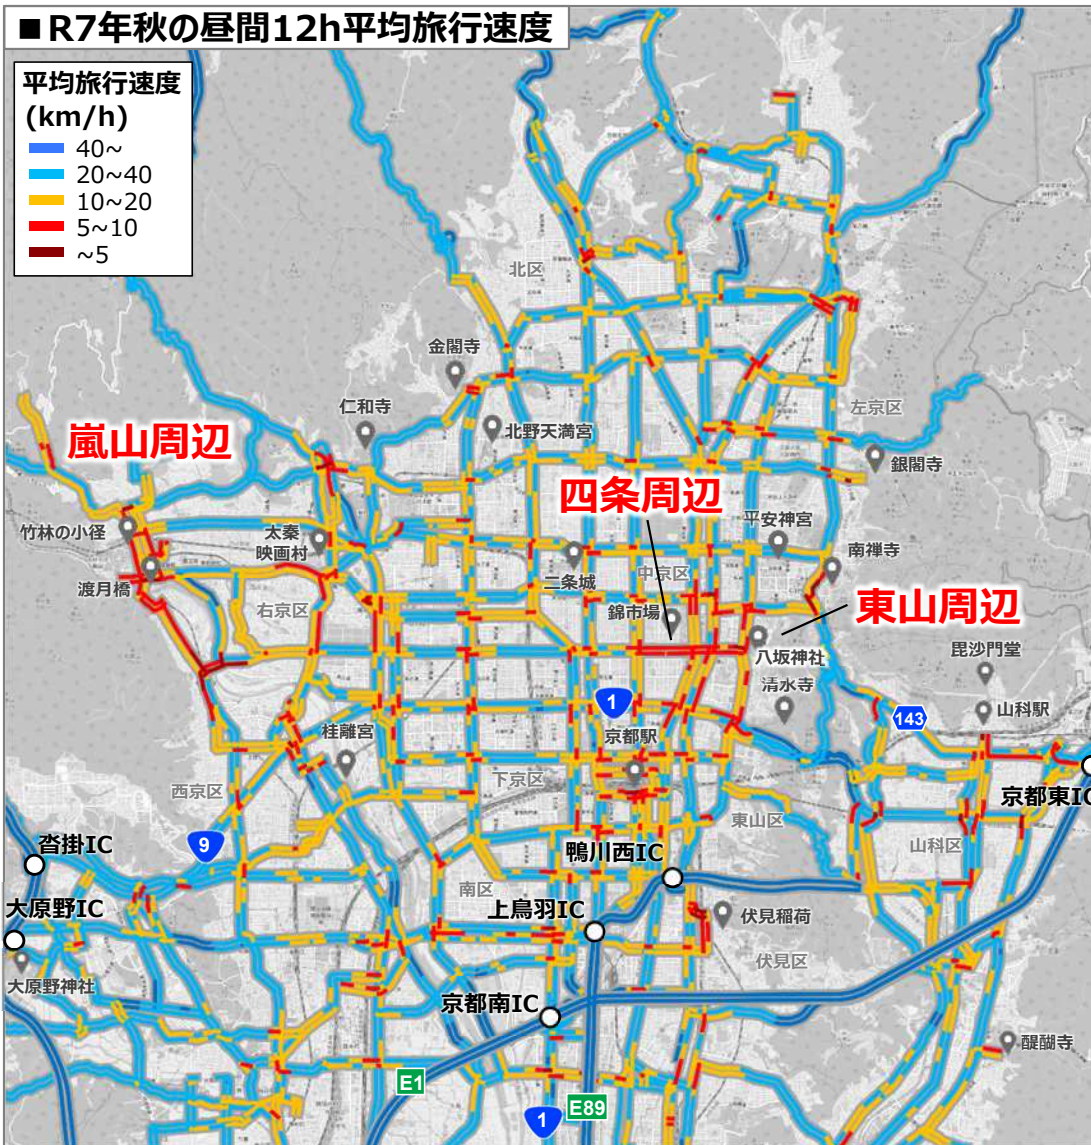 ■R7年秋の昼間12h平均旅行速度
平均旅行速度
(km/h)
40~
20~40
10~20
5~10
~5
北区
金閣寺
仁和寺
北野天満宮
左京区
銀閣寺
嵐山周辺
四条周辺
竹林の小径
太秦
映画村
平安神宮
南禅寺
渡月橋
二条城
中京区
右京区
錦市場
東山周辺
八坂神社
毘沙門堂
清水寺
山科駅
1
143
京都駅
桂離宮
西京区
下京区
京都東IC
東山区
山科区
9
沓掛IC
鴨川西IC
南区
大原野IC
上鳥羽IC
伏見稲荷
伏見区
大原野神社
京都南IC
醍醐寺
E1
E89
1